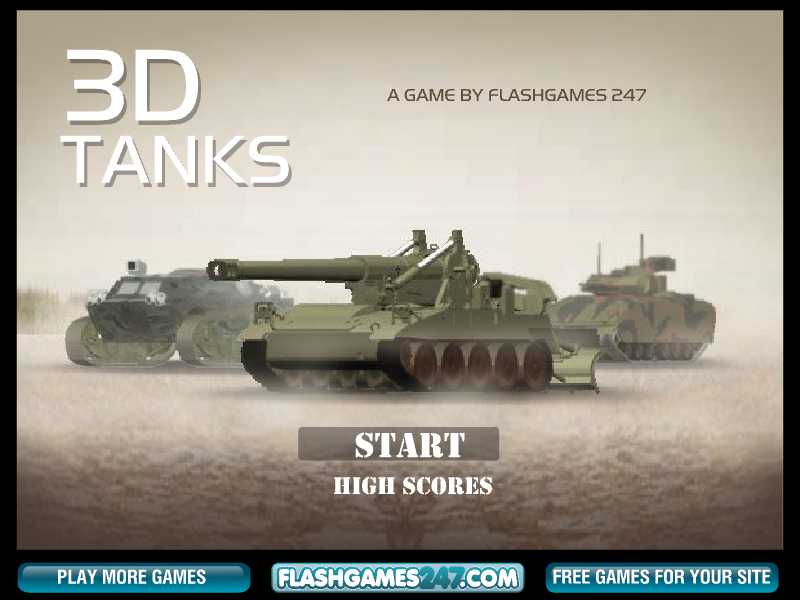 3D
TANKS
A GAME BY FLASHGAMES 247
START
HIGH SCORES
PLAY MORE GAMES
FLASHGAMES247.COM
FREE GAMES FOR YOUR SITE